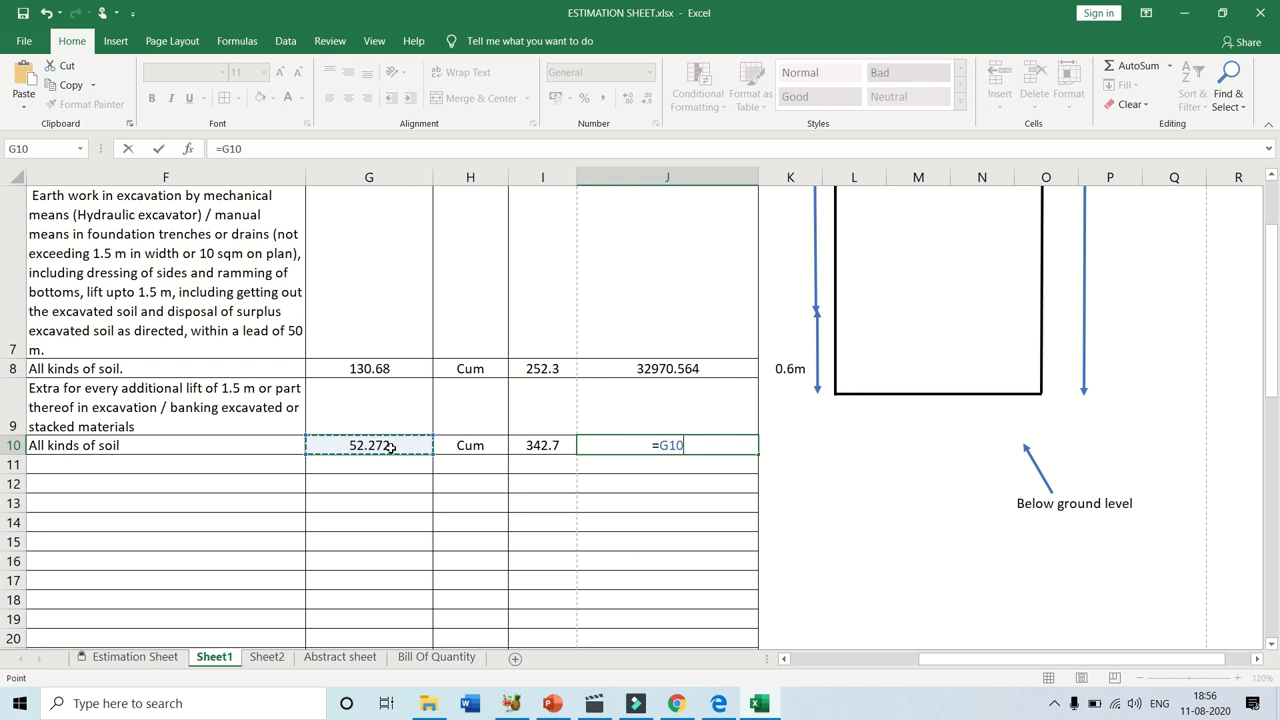 ESTIMATION SHEET.xlsx - Excel
Sign in
File Home Insert Page Layout Formulas Data Review View Help Tell me what you want to do
Share
Paste
Cut
Copy
Format Painter
Clipboard
11
A A
B I U
A
Font
Wrap Text
Merge & Center
Alignment
General
%
Number
Conditional Formatting
Format as Table
Normal Bad
Good Neutral
Styles
Insert Delete Format
Cells
AutoSum
Fill
Clear
Sort & Filter
Find & Select
Editing
G10
fx
=G10
F G H I J K L M N O P Q R
Earth work in excavation by mechanical
means (Hydraulic excavator) / manual
means in foundation trenches or drains (not
exceeding 1.5 m in width or 10 sqm on plan),
including dressing of sides and ramming of
bottoms, lift upto 1.5 m, including getting out
the excavated soil and disposal of surplus
excavated soil as directed, within a lead of 50
7 m.
8 All kinds of soil. 130.68 Cum 252.3 32970.564 0.6m
Extra for every additional lift of 1.5 m or part
thereof in excavation / banking excavated or
9 stacked materials
10 All kinds of soil 52.272 Cum 342.7 =G10
11
12
13
14
15
16
17
18
19
20
Below ground level
Estimation Sheet Sheet1 Sheet2 Abstract sheet Bill Of Quantity
Point
120%
Type here to search
ENG
18:56
11-08-2020